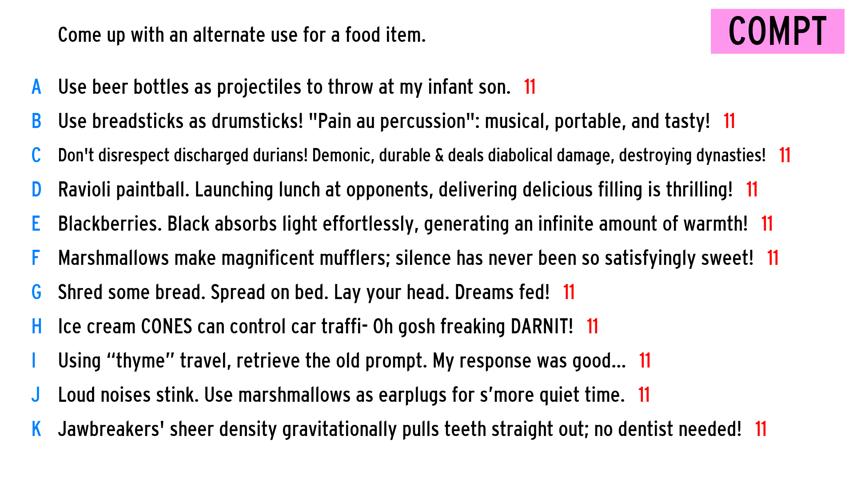 Come up with an alternate use for a food item.
COMPT
A Use beer bottles as projectiles to throw at my infant son. 11
B Use breadsticks as drumsticks! "Pain au percussion": musical, portable, and tasty! 11
C Don't disrespect discharged durians! Demonic, durable & deals diabolical damage, destroying dynasties! 11
D Ravioli paintball. Launching lunch at opponents, delivering delicious filling is thrilling! 11
E Blackberries. Black absorbs light effortlessly, generating an infinite amount of warmth! 11
F Marshmallows make magnificent mufflers; silence has never been so satisfyingly sweet! 11
G Shred some bread. Spread on bed. Lay your head. Dreams fed! 11
H Ice cream CONES can control car traffi- Oh gosh freaking DARNIT! 11
I Using “thyme” travel, retrieve the old prompt. My response was good... 11
J Loud noises stink. Use marshmallows as earplugs for s’more quiet time. 11
K Jawbreakers' sheer density gravitationally pulls teeth straight out; no dentist needed! 11